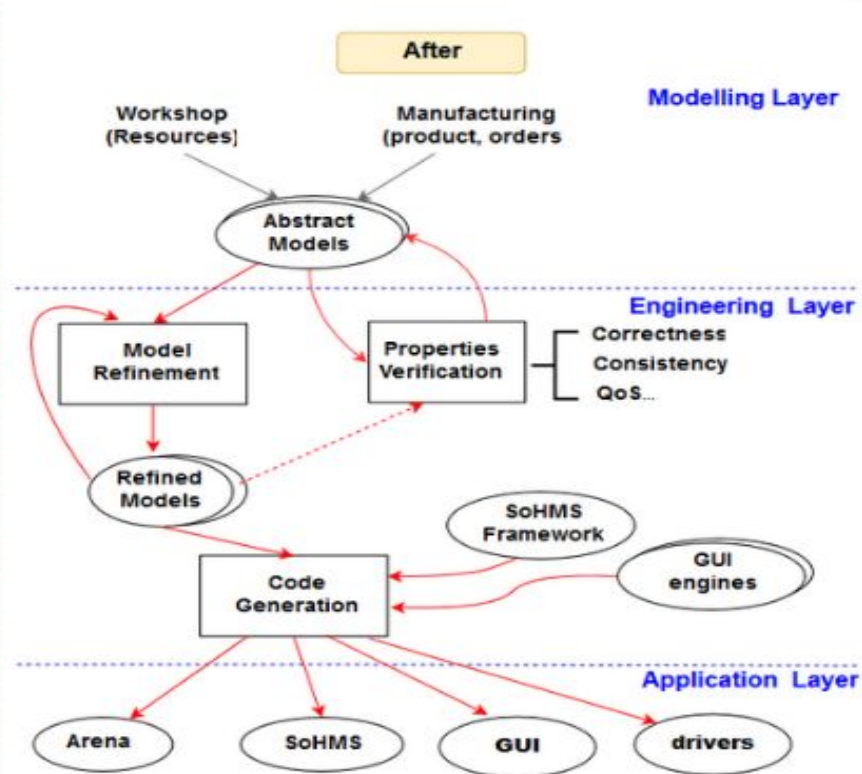 After
Modelling Layer
Workshop
(Resources)
Manufacturing
(product, orders
Abstract
Models
Engineering Layer
Model
Refinement
Properties
Verification
Correctness
Consistency
QoS...
Refined
Models
SoHMS
Framework
GUI
engines
Code
Generation
Application Layer
Arena
SoHMS
GUI
drivers